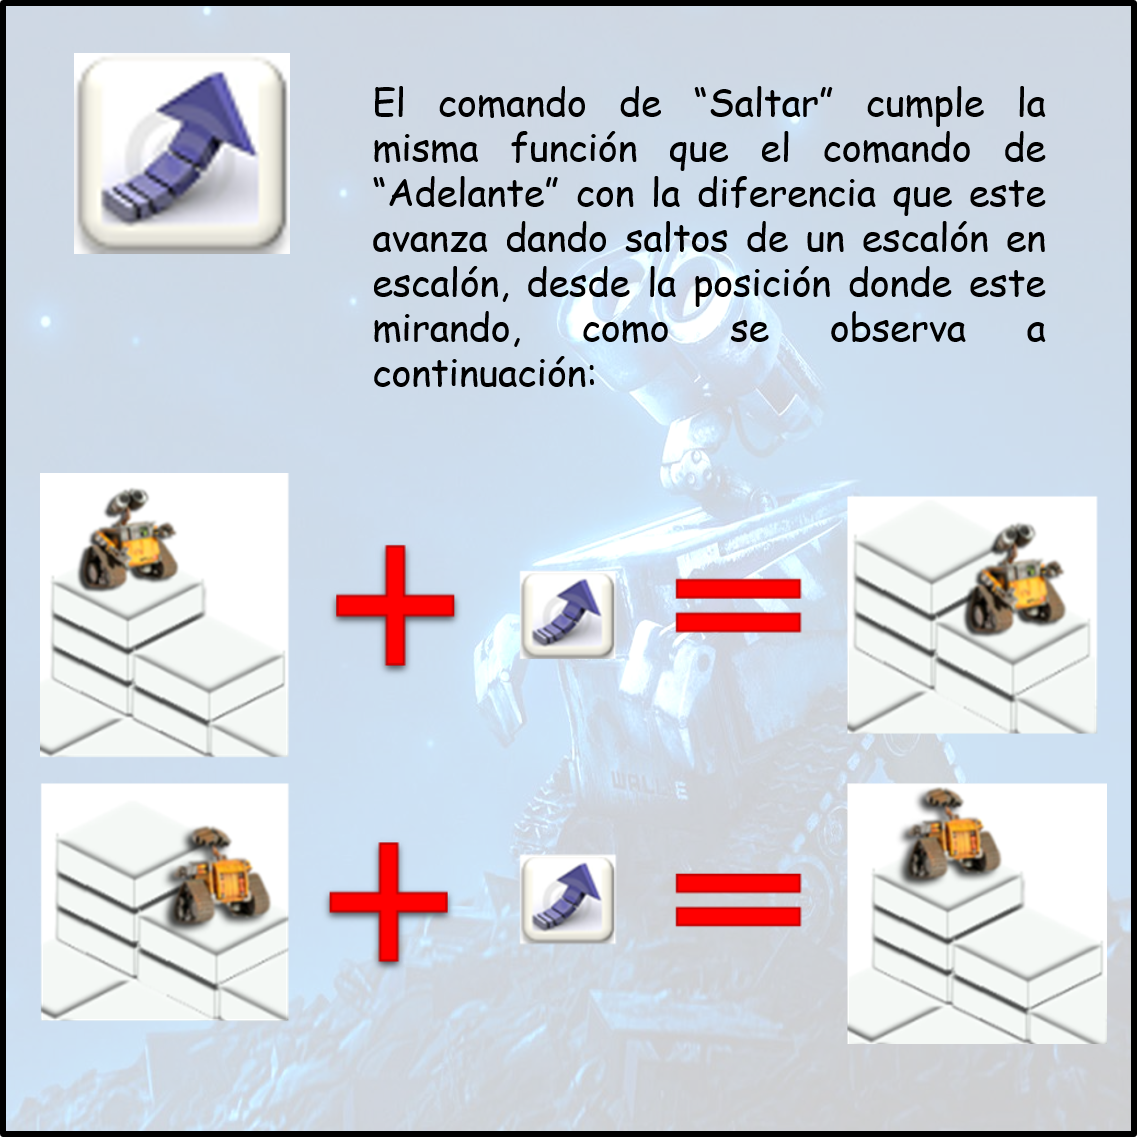 El comando de “Saltar” cumple la
misma función que el comando de
“Adelante” con la diferencia que este
avanza dando saltos de un escalón en
escalón, desde la posición donde este
mirando, como se observa a
continuación:
WALL·E